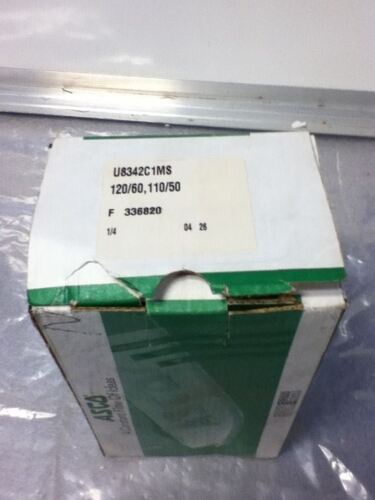 U8342C1MS
120/60,110/50
F 336820
1/4 04 26
ASCO